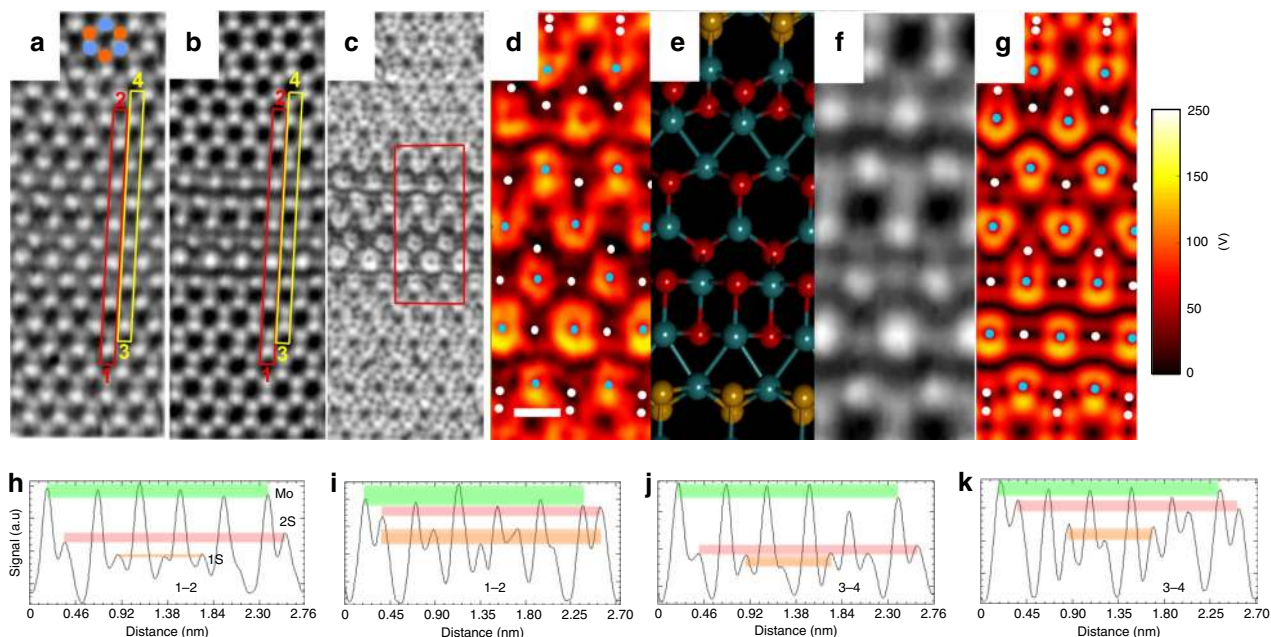 a b c d e f g
2 4
1 3
2 4
1 3
250
200
150
100
50
0
(V)
h i j k
Signal (a.u)
Mo
2S
1S
1–2
1–2
3–4
0 0.46 0.92 1.38 1.84 2.30 2.76
Distance (nm)
0 0.45 0.90 1.35 1.80 2.25 2.70
Distance (nm)
0 0.46 0.92 1.38 1.84 2.30 2.76
Distance (nm)
3–4
0 0.45 0.90 1.35 1.80 2.25 2.70
Distance (nm)